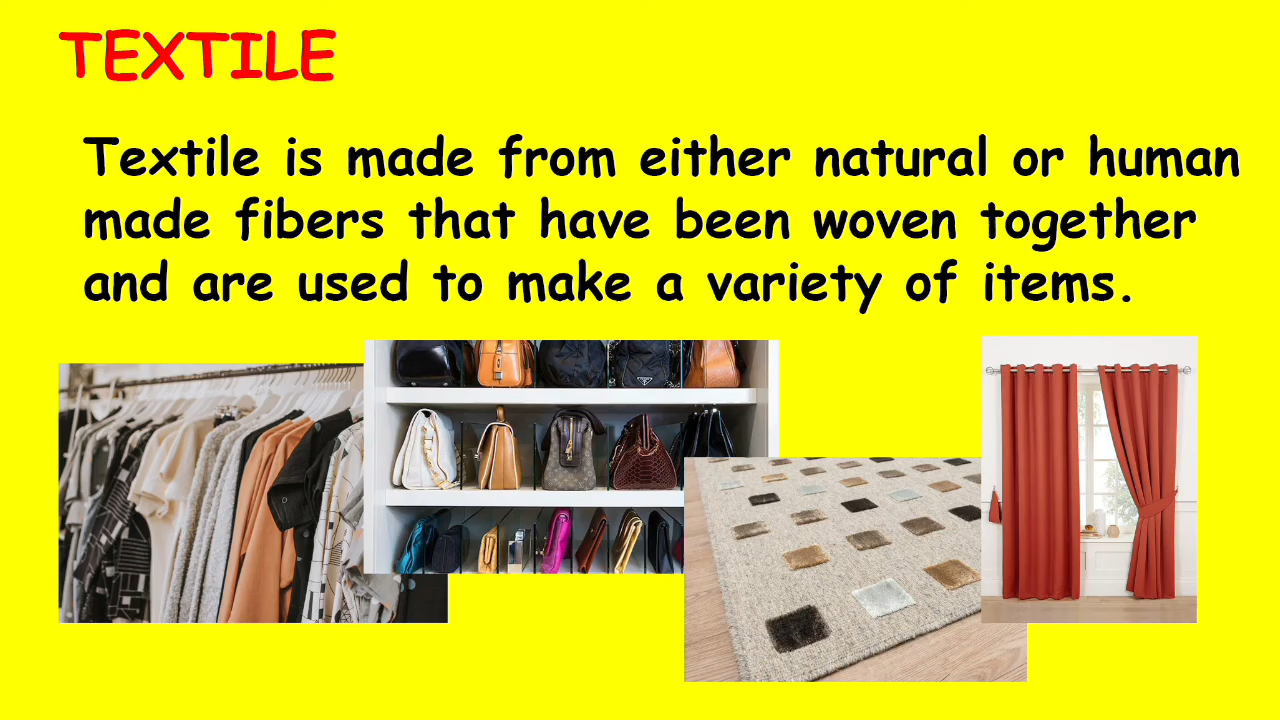 TEXTILE
Textile is made from either natural or human
made fibers that have been woven together
and are used to make a variety of items.